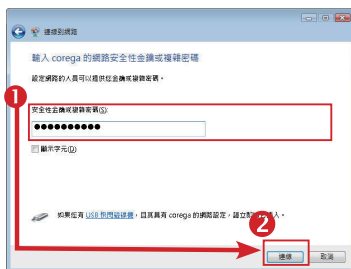 連線到網路
輸入 corega 的網路安全性金鑰或複雜密碼
設定網路的人員可以提供您金鑰或複雜密碼。
1
安全性金鑰或複雜密碼(S):
●●●●●●●●●●
顯示字元(D)
2
如果您有 USB 快閃磁碟機,且其具有 corega 的網路設定,請立
人。
連線
取消